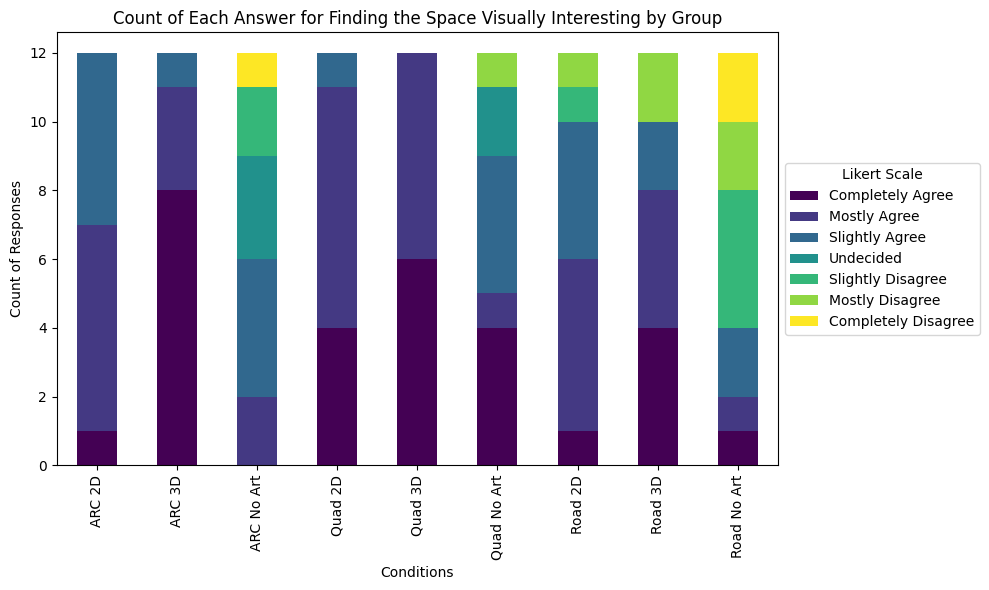 Count of Each Answer for Finding the Space Visually Interesting by Group
Count of Responses
12
10
8
6
4
2
0
ARC 2D
ARC 3D
ARC No Art
Quad 2D
Quad 3D
Quad No Art
Road 2D
Road 3D
Road No Art
Conditions
Likert Scale
Completely Agree
Mostly Agree
Slightly Agree
Undecided
Slightly Disagree
Mostly Disagree
Completely Disagree